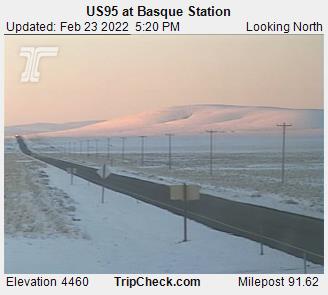 US95 at Basque Station
Updated: Feb 23 2022  5:20 PM
Looking North
Elevation 4460
TripCheck.com
Milepost 91.62